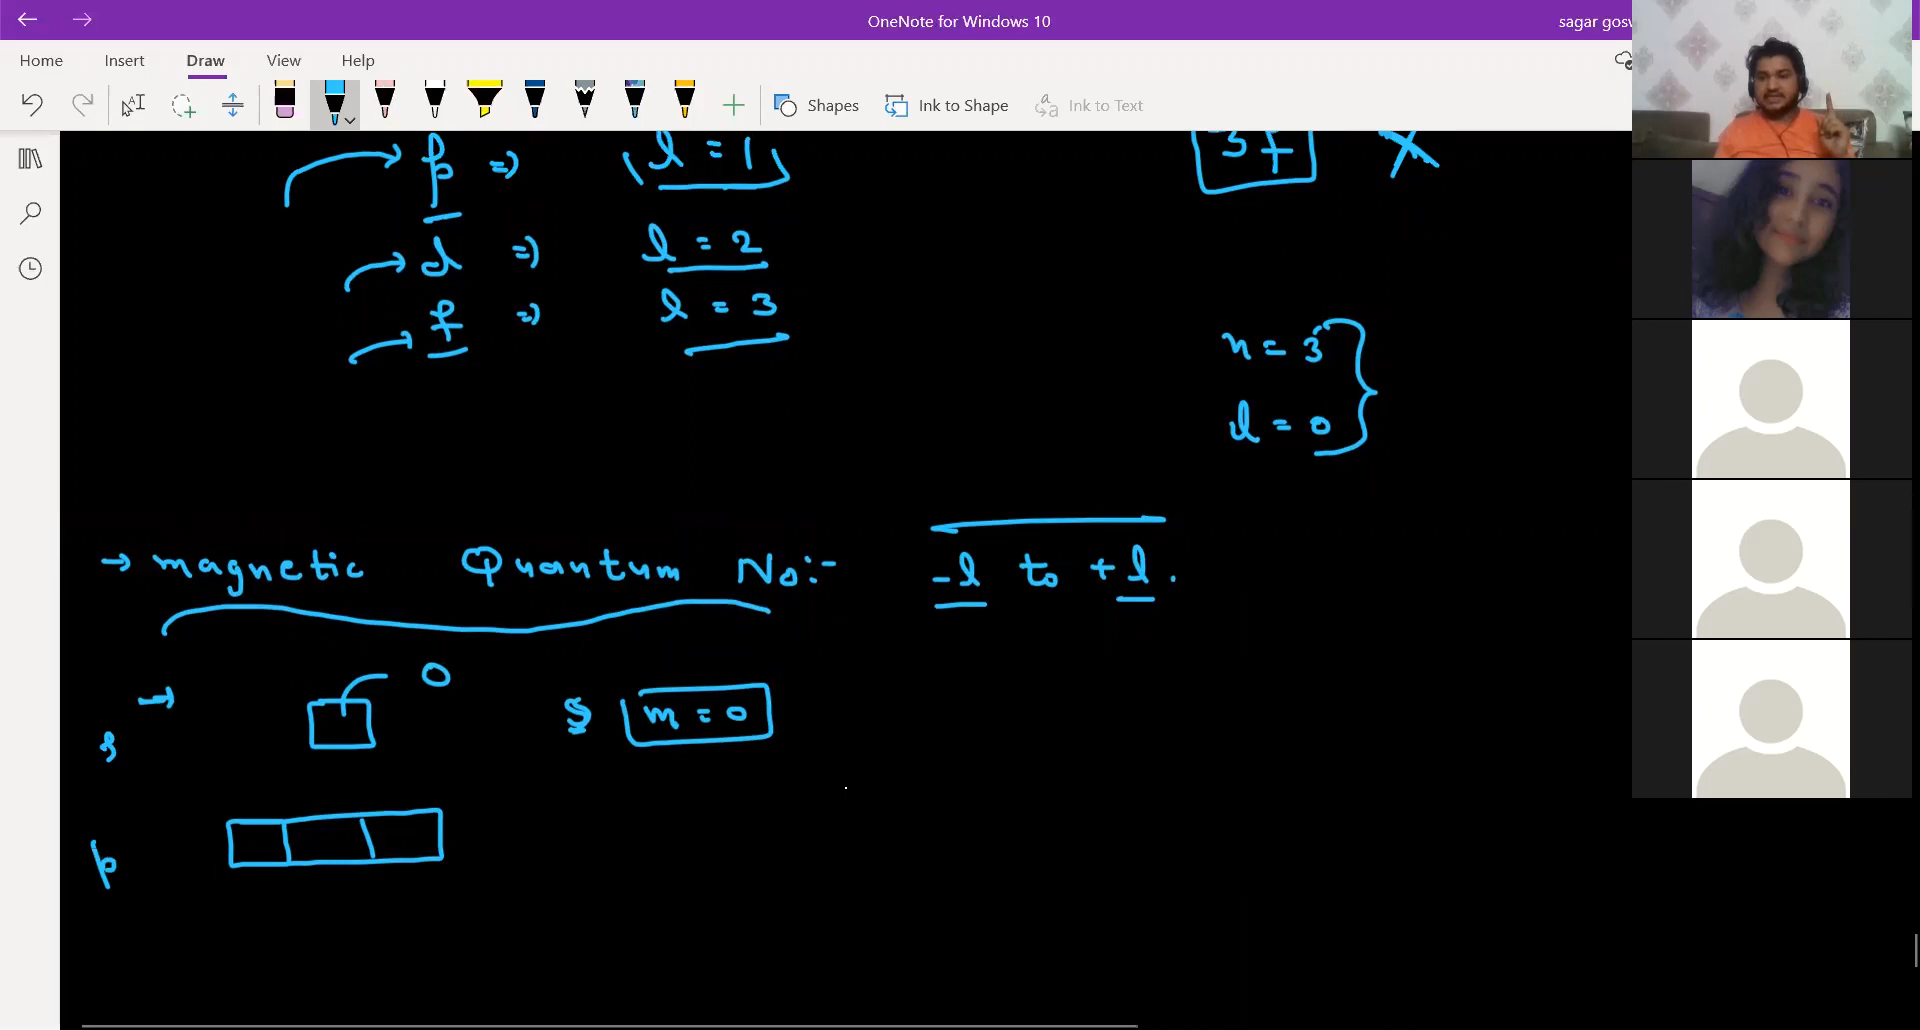 OneNote for Windows 10
sagar gosw
Home Insert Draw View Help
Shapes Ink to Shape Ink to Text
p => l = 1
3f
d => l = 2
f => l = 3
n = 3
l = 0
→ magnetic Quantum No:- -l to + l .
→ 0
s m = 0
s
p